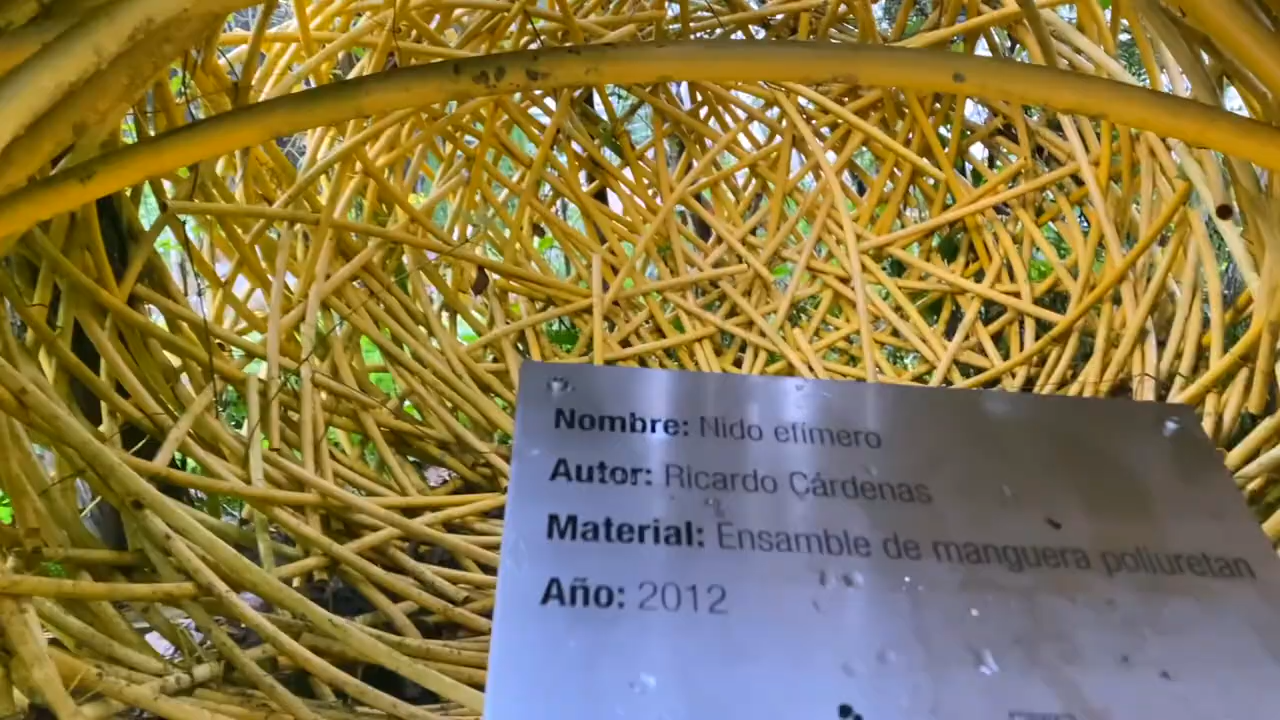 Nombre: Nido efímero
Autor: Ricardo Cárdenas
Material: Ensamble de manguera poliuretan
Año: 2012